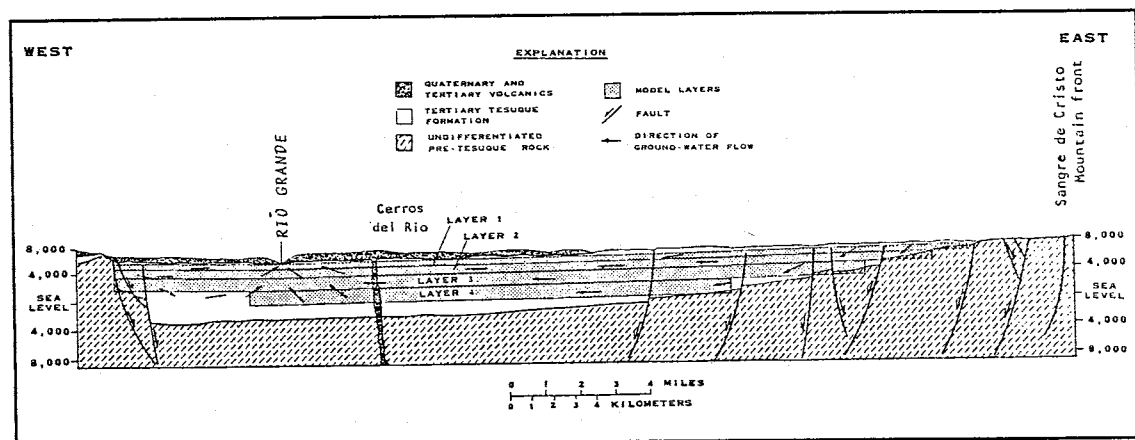 WEST
EAST
EXPLANATION
QUATERNARY AND
TERTIARY VOLCANICS
TERTIARY TESUQUE
FORMATION
UNDIFFERENTIATED
PRE-TESUQUE ROCK
MODEL LAYERS
FAULT
DIRECTION OF
GROUND-WATER FLOW
Sangre de Cristo
Mountain front
RIO GRANDE
Cerros
del Rio
LAYER 1
LAYER 2
LAYER 3
LAYER 4
8,000
4,000
SEA
LEVEL
4,000
8,000
8,000
4,000
SEA
LEVEL
4,000
8,000
0 1 2 3 4 MILES
0 1 2 3 4 KILOMETERS